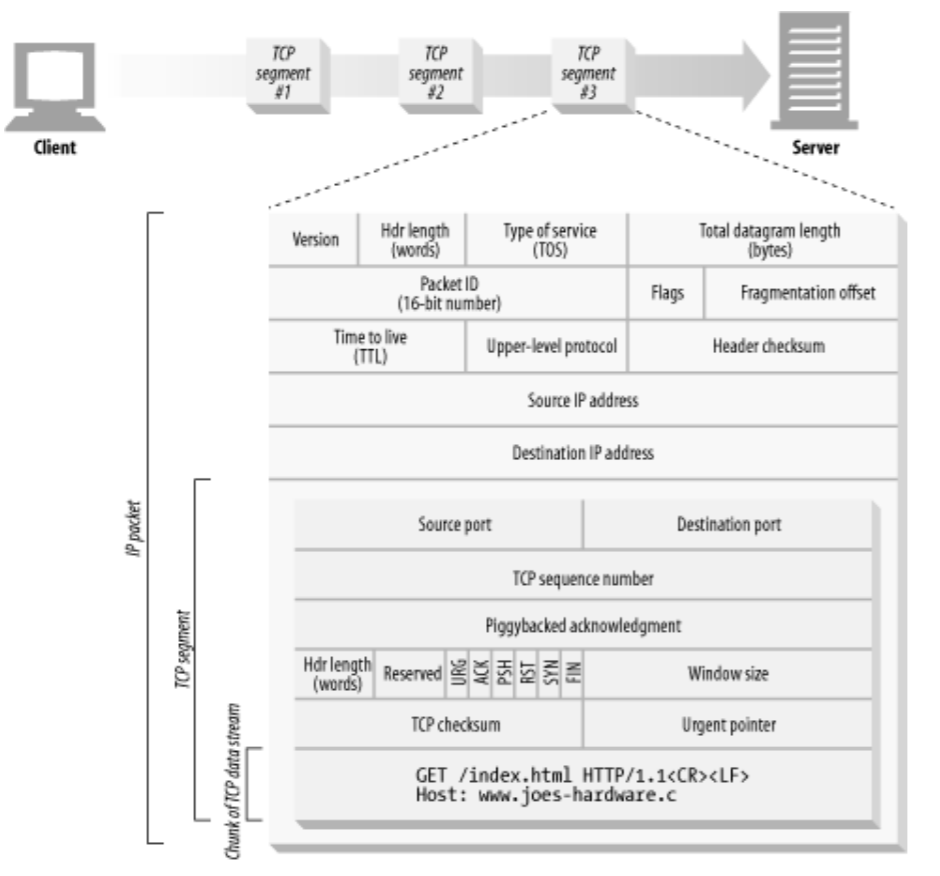 TCP
segment
#1
TCP
segment
#2
TCP
segment
#3
Client
Server
Version
Hdr length
(words)
Type of service
(TOS)
Total datagram length
(bytes)
Packet ID
(16-bit number)
Flags
Fragmentation offset
Time to live
(TTL)
Upper-level protocol
Header checksum
Source IP address
Destination IP address
IP packet
TCP segment
Chunk of TCP data stream
Source port
Destination port
TCP sequence number
Piggybacked acknowledgment
Hdr length
(words)
Reserved
URG
ACK
PSH
RST
SYN
FIN
Window size
TCP checksum
Urgent pointer
GET /index.html HTTP/1.1<CR><LF>
Host: www.joes-hardware.c